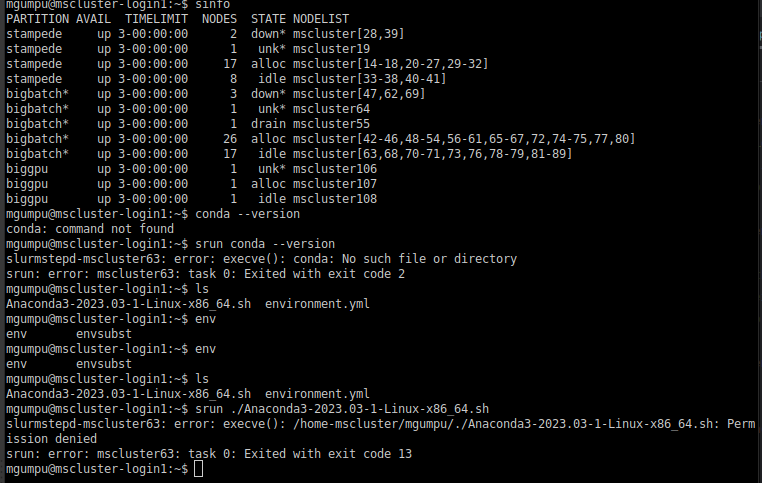 mgumpu@mscluster-login1:~$ sinfo
PARTITION AVAIL  TIMELIMIT  NODES  STATE NODELIST
stampede     up 3-00:00:00      2  down* mscluster[28,39]
stampede     up 3-00:00:00      1   unk* mscluster19
stampede     up 3-00:00:00     17  alloc mscluster[14-18,20-27,29-32]
stampede     up 3-00:00:00      8   idle mscluster[33-38,40-41]
bigbatch*    up 3-00:00:00      3  down* mscluster[47,62,69]
bigbatch*    up 3-00:00:00      1   unk* mscluster64
bigbatch*    up 3-00:00:00      1  drain mscluster55
bigbatch*    up 3-00:00:00     26  alloc mscluster[42-46,48-54,56-61,65-67,72,74-75,77,80]
bigbatch*    up 3-00:00:00     17   idle mscluster[63,68,70-71,73,76,78-79,81-89]
biggpu       up 3-00:00:00      1   unk* mscluster106
biggpu       up 3-00:00:00      1  alloc mscluster107
biggpu       up 3-00:00:00      1   idle mscluster108
mgumpu@mscluster-login1:~$ conda --version
conda: command not found
mgumpu@mscluster-login1:~$ srun conda --version
slurmstepd-mscluster63: error: execve(): conda: No such file or directory
srun: error: mscluster63: task 0: Exited with exit code 2
mgumpu@mscluster-login1:~$ ls
Anaconda3-2023.03-1-Linux-x86_64.sh  environment.yml
mgumpu@mscluster-login1:~$ env
env       envsubst
mgumpu@mscluster-login1:~$ env
env       envsubst
mgumpu@mscluster-login1:~$ ls
Anaconda3-2023.03-1-Linux-x86_64.sh  environment.yml
mgumpu@mscluster-login1:~$ srun ./Anaconda3-2023.03-1-Linux-x86_64.sh
slurmstepd-mscluster63: error: execve(): /home-mscluster/mgumpu/./Anaconda3-2023.03-1-Linux-x86_64.sh: Perm
ission denied
srun: error: mscluster63: task 0: Exited with exit code 13
mgumpu@mscluster-login1:~$